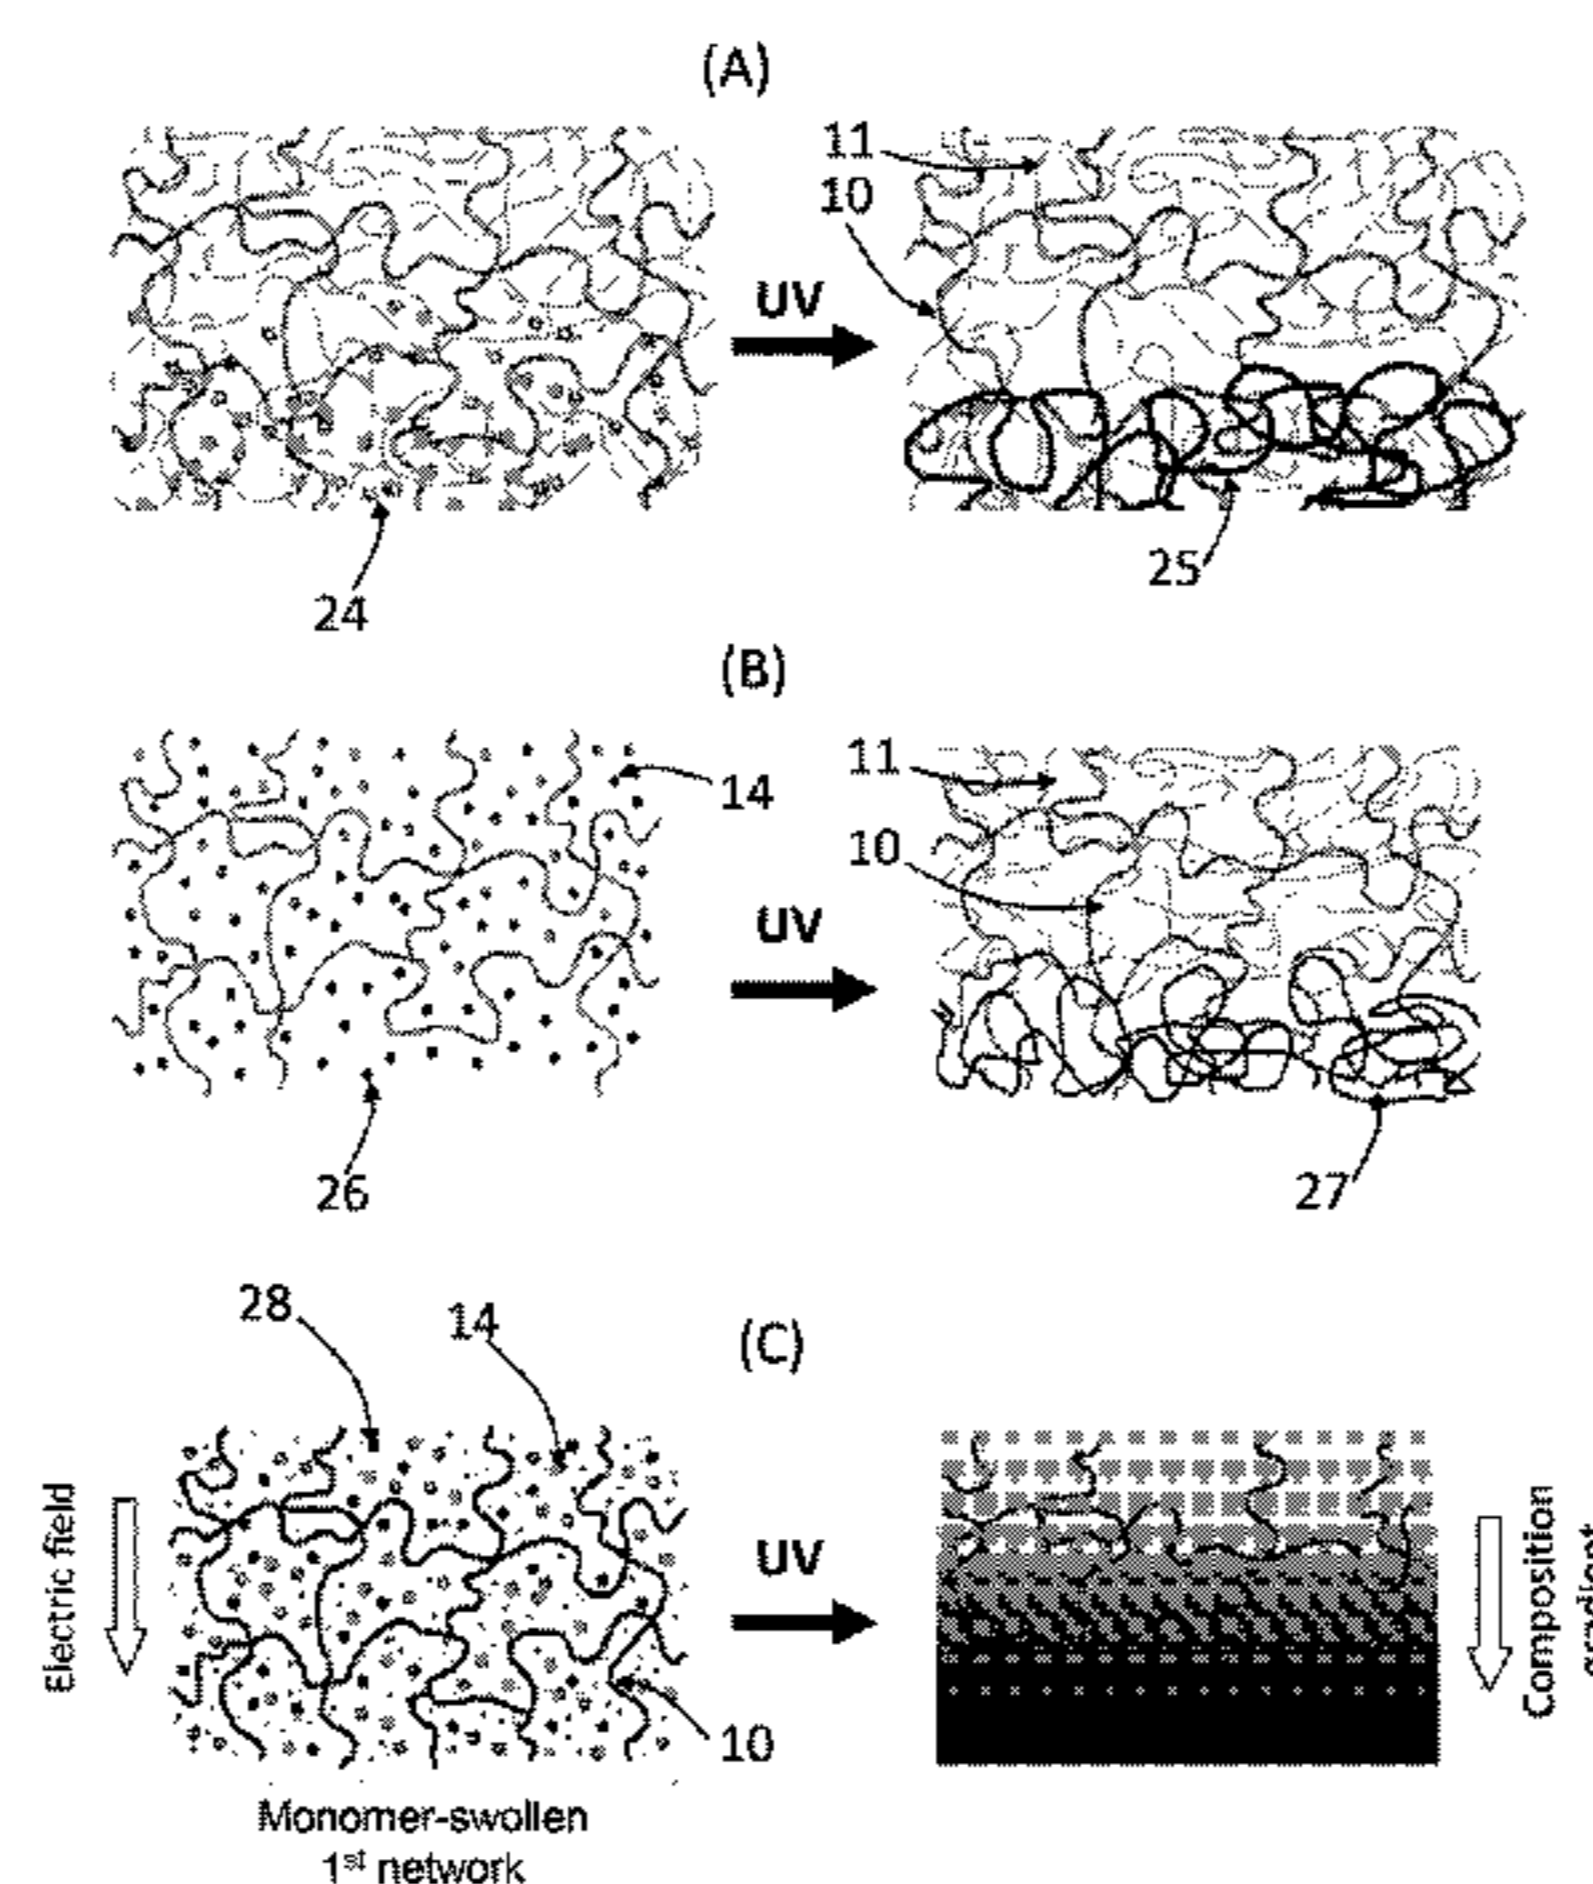 (A)
11
10
UV
24
25
(B)
14
11
10
UV
26
27
28
14
(C)
Electric field
UV
Composition
gradient
10
Monomer-swollen
1st network